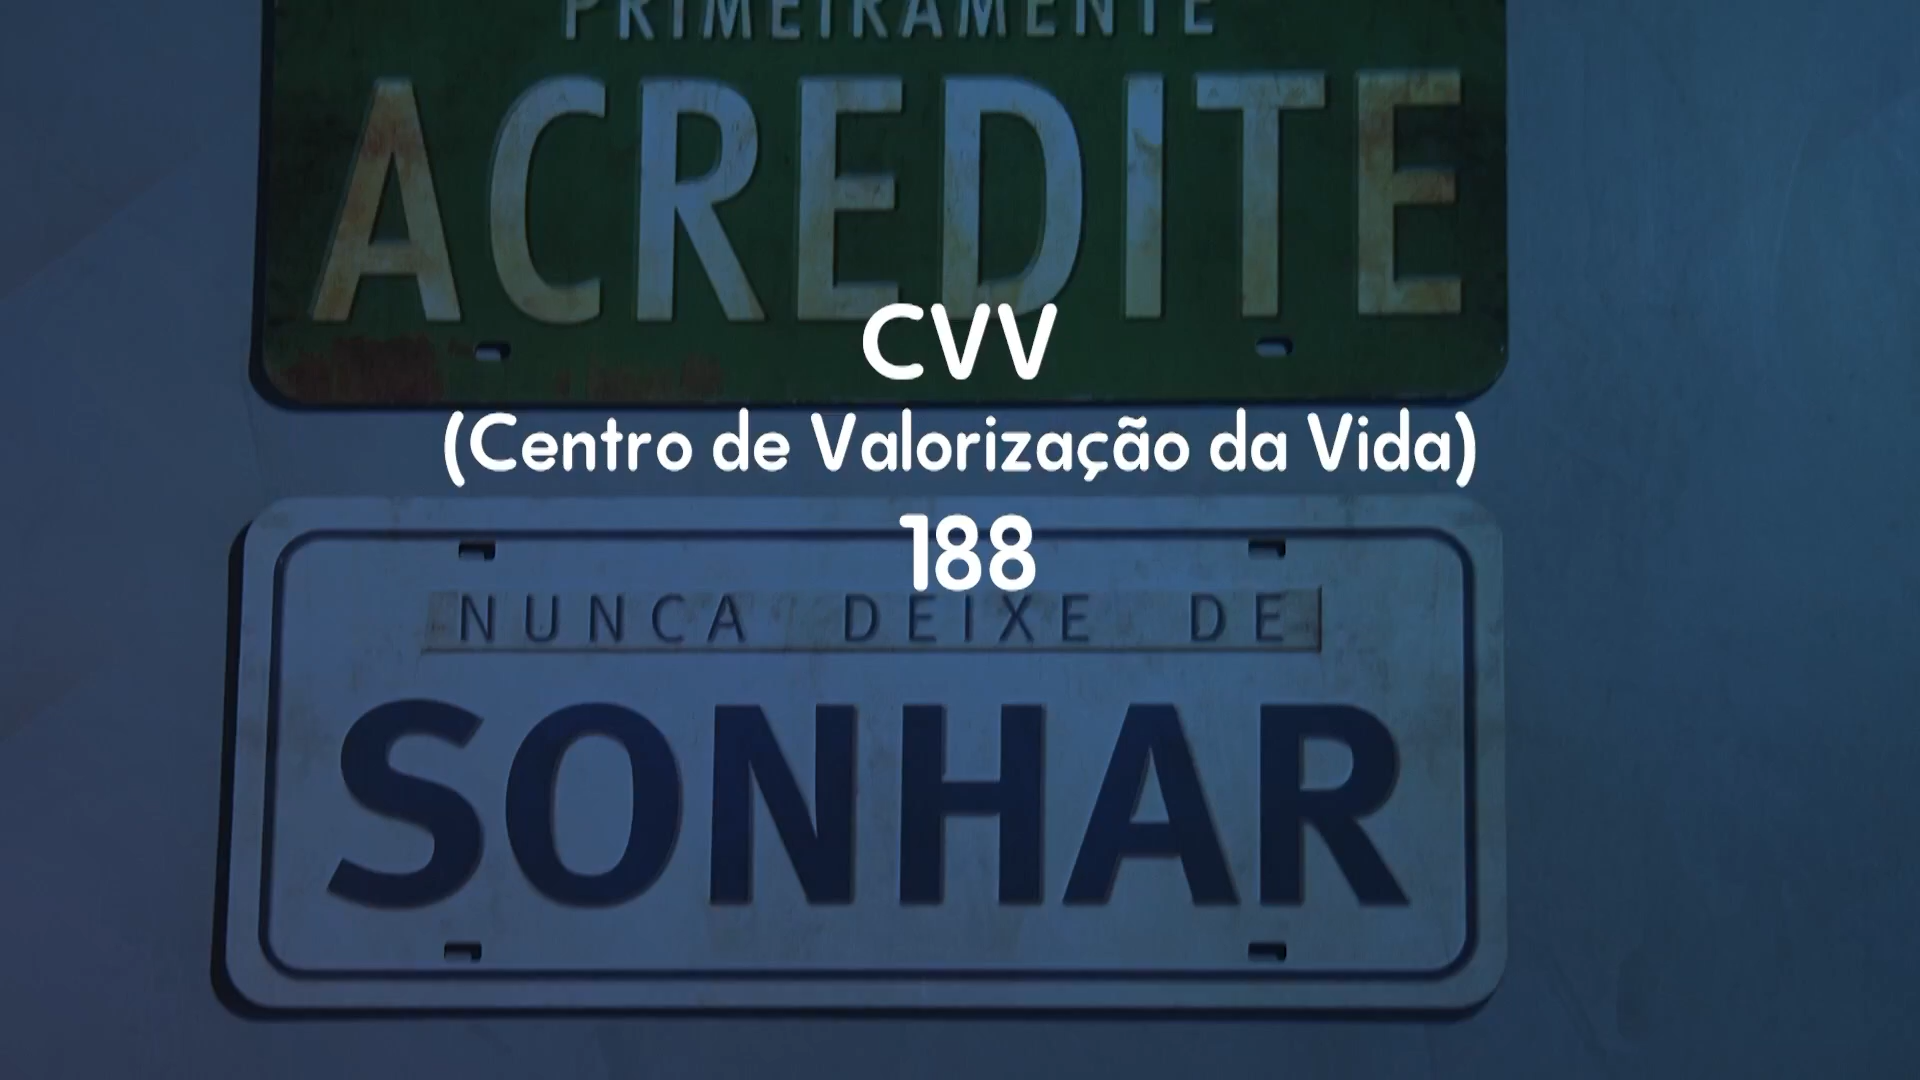 PRIMEIRAMENTE
ACREDITE
CVV
(Centro de Valorização da Vida)
188
NUNCA DEIXE DE
SONHAR